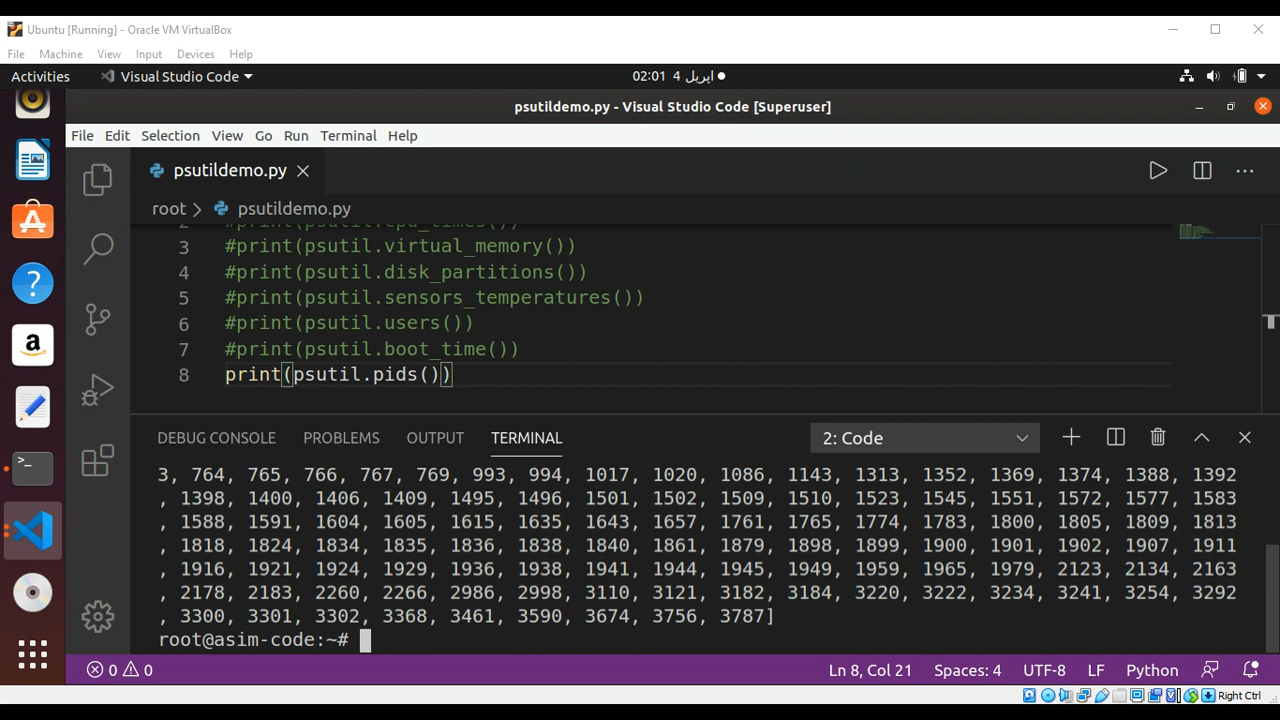 Ubuntu [Running] - Oracle VM VirtualBox
File Machine View Input Devices Help
Activities Visual Studio Code 02:01 4 اپریل
psutildemo.py - Visual Studio Code [Superuser]
File Edit Selection View Go Run Terminal Help
psutildemo.py
root > psutildemo.py
2 #print(psutil.cpu_times())
3 #print(psutil.virtual_memory())
4 #print(psutil.disk_partitions())
5 #print(psutil.sensors_temperatures())
6 #print(psutil.users())
7 #print(psutil.boot_time())
8 print(psutil.pids())
DEBUG CONSOLE PROBLEMS OUTPUT TERMINAL 2: Code
3, 764, 765, 766, 767, 769, 993, 994, 1017, 1020, 1086, 1143, 1313, 1352, 1369, 1374, 1388, 1392
, 1398, 1400, 1406, 1409, 1495, 1496, 1501, 1502, 1509, 1510, 1523, 1545, 1551, 1572, 1577, 1583
, 1588, 1591, 1604, 1605, 1615, 1635, 1643, 1657, 1761, 1765, 1774, 1783, 1800, 1805, 1809, 1813
, 1818, 1824, 1834, 1835, 1836, 1838, 1840, 1861, 1879, 1898, 1899, 1900, 1901, 1902, 1907, 1911
, 1916, 1921, 1924, 1929, 1936, 1938, 1941, 1944, 1945, 1949, 1959, 1965, 1979, 2123, 2134, 2163
, 2178, 2183, 2260, 2266, 2986, 2998, 3110, 3121, 3182, 3184, 3220, 3222, 3234, 3241, 3254, 3292
, 3300, 3301, 3302, 3368, 3461, 3590, 3674, 3756, 3787]
root@asim-code:~#
0 0 Ln 8, Col 21 Spaces: 4 UTF-8 LF Python
Right Ctrl